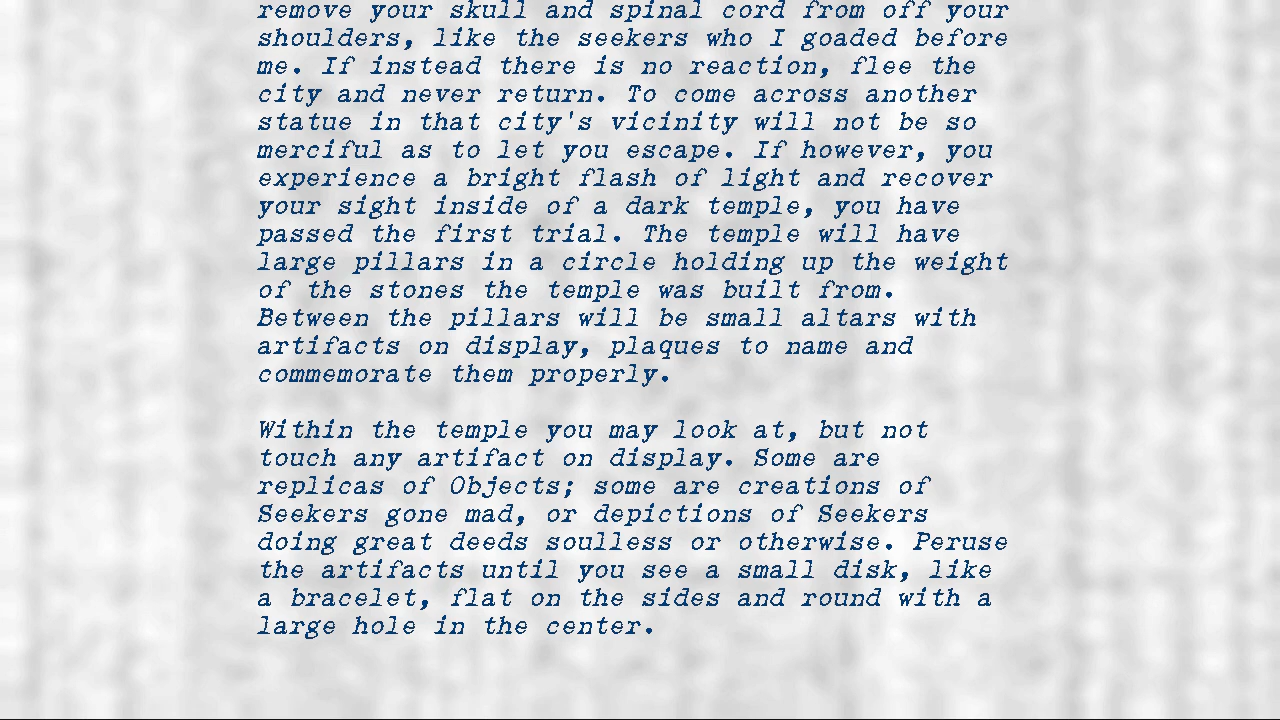 remove your skull and spinal cord from off your
shoulders, like the seekers who I goaded before
me. If instead there is no reaction, flee the
city and never return. To come across another
statue in that city's vicinity will not be so
merciful as to let you escape. If however, you
experience a bright flash of light and recover
your sight inside of a dark temple, you have
passed the first trial. The temple will have
large pillars in a circle holding up the weight
of the stones the temple was built from.
Between the pillars will be small altars with
artifacts on display, plaques to name and
commemorate them properly.
Within the temple you may look at, but not
touch any artifact on display. Some are
replicas of Objects; some are creations of
Seekers gone mad, or depictions of Seekers
doing great deeds soulless or otherwise. Peruse
the artifacts until you see a small disk, like
a bracelet, flat on the sides and round with a
large hole in the center.